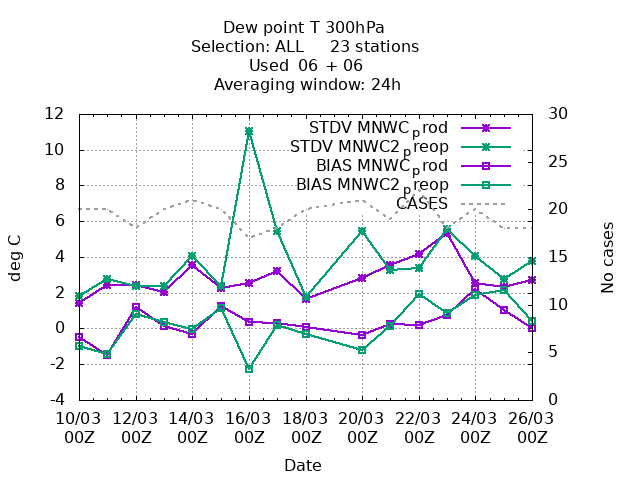 Dew point T 300hPa
Selection: ALL 23 stations
Used 06 + 06
Averaging window: 24h
12 30
STDV MNWC_prod
STDV MNWC2_preop
BIAS MNWC_prod
BIAS MNWC2_preop
CASES
10 25
8
6 20
4 15
2 10
0
-2 5
-4 0
deg C
No cases
10/03 12/03 14/03 16/03 18/03 20/03 22/03 24/03 26/03
00Z 00Z 00Z 00Z 00Z 00Z 00Z 00Z 00Z
Date